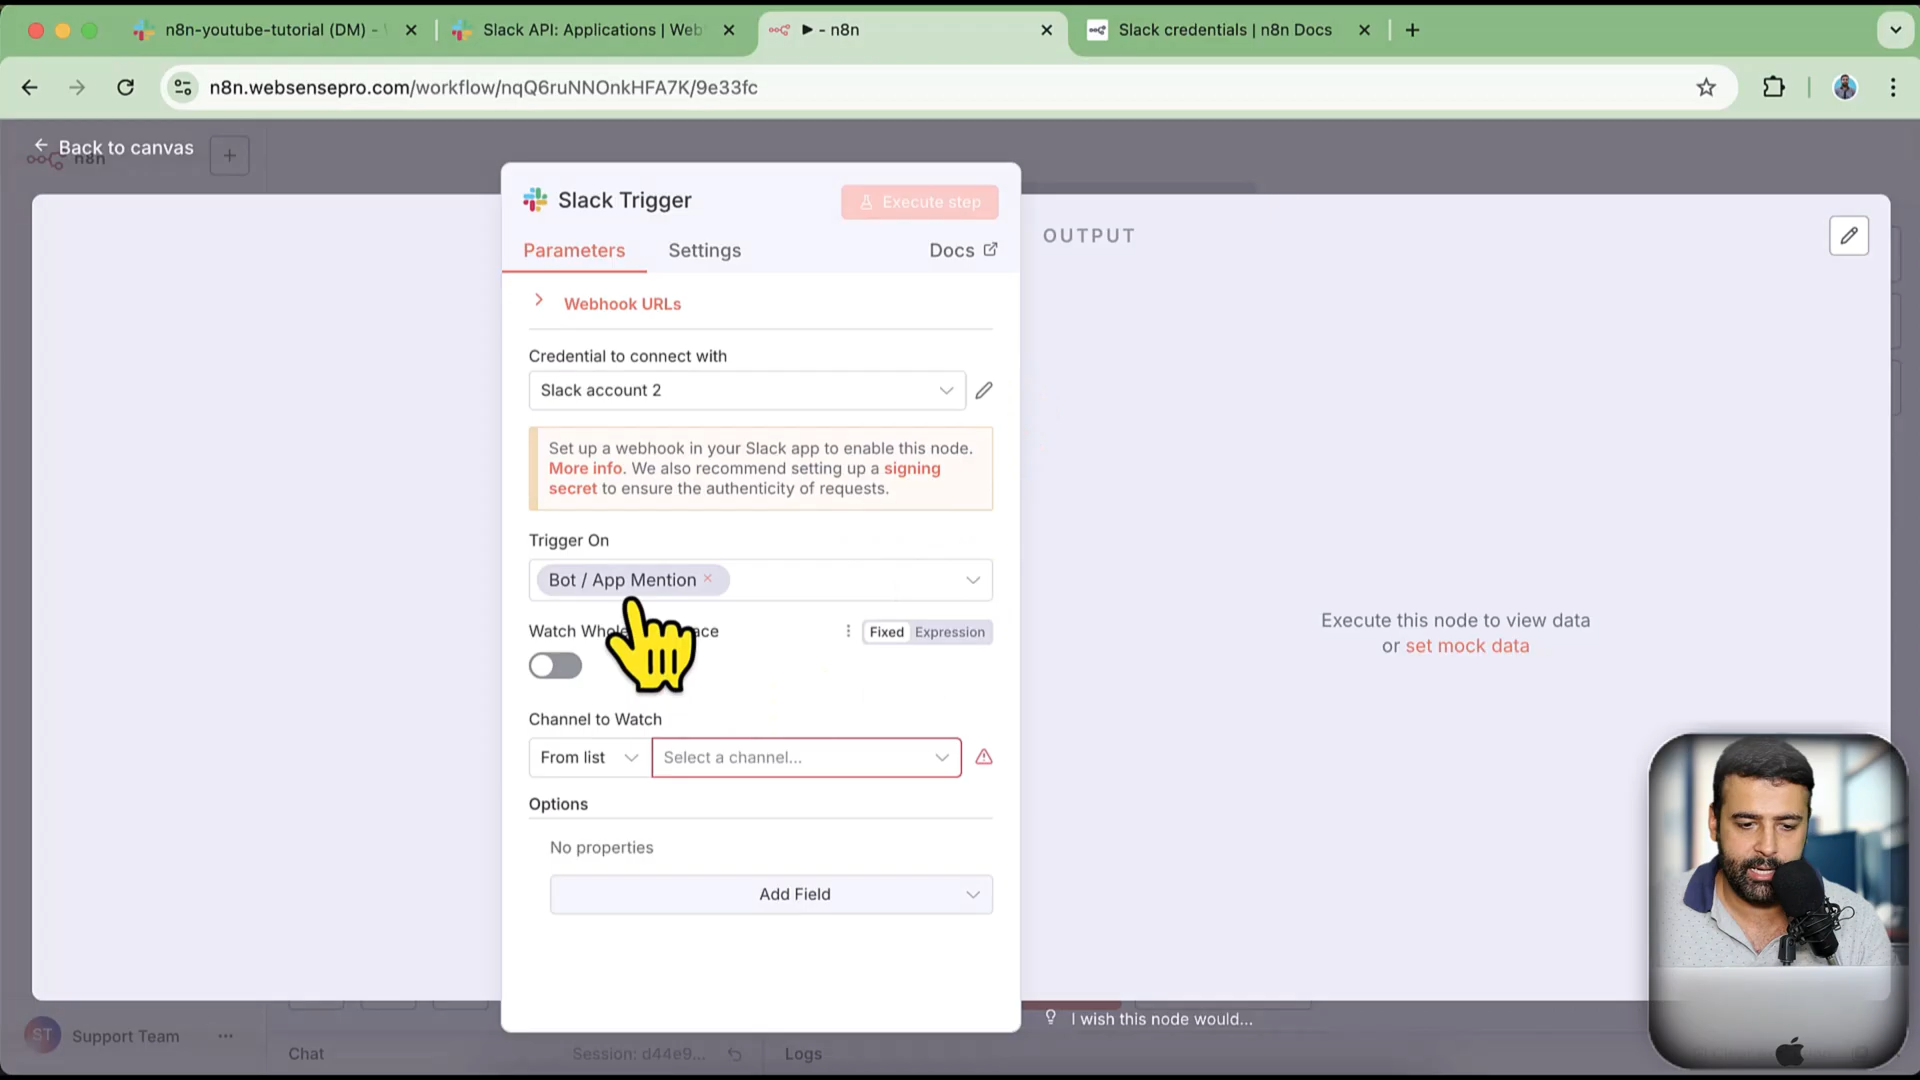 n8n-youtube-tutorial (DM) -
Slack API: Applications | Web
▶ - n8n
Slack credentials | n8n Docs
n8n.websensepro.com/workflow/nqQ6ruNNOnkHFA7K/9e33fc
Back to canvas
n8n
Slack Trigger
Execute step
Parameters
Settings
Docs
OUTPUT
Webhook URLs
Credential to connect with
Slack account 2
Set up a webhook in your Slack app to enable this node.
More info. We also recommend setting up a signing
secret to ensure the authenticity of requests.
Trigger On
Bot / App Mention
Watch
Fixed
Expression
Execute this node to view data
or set mock data
Channel to Watch
From list
Select a channel...
Options
No properties
Add Field
I wish this node would...
ST
Support Team
Chat
Session: d44e9...
Logs